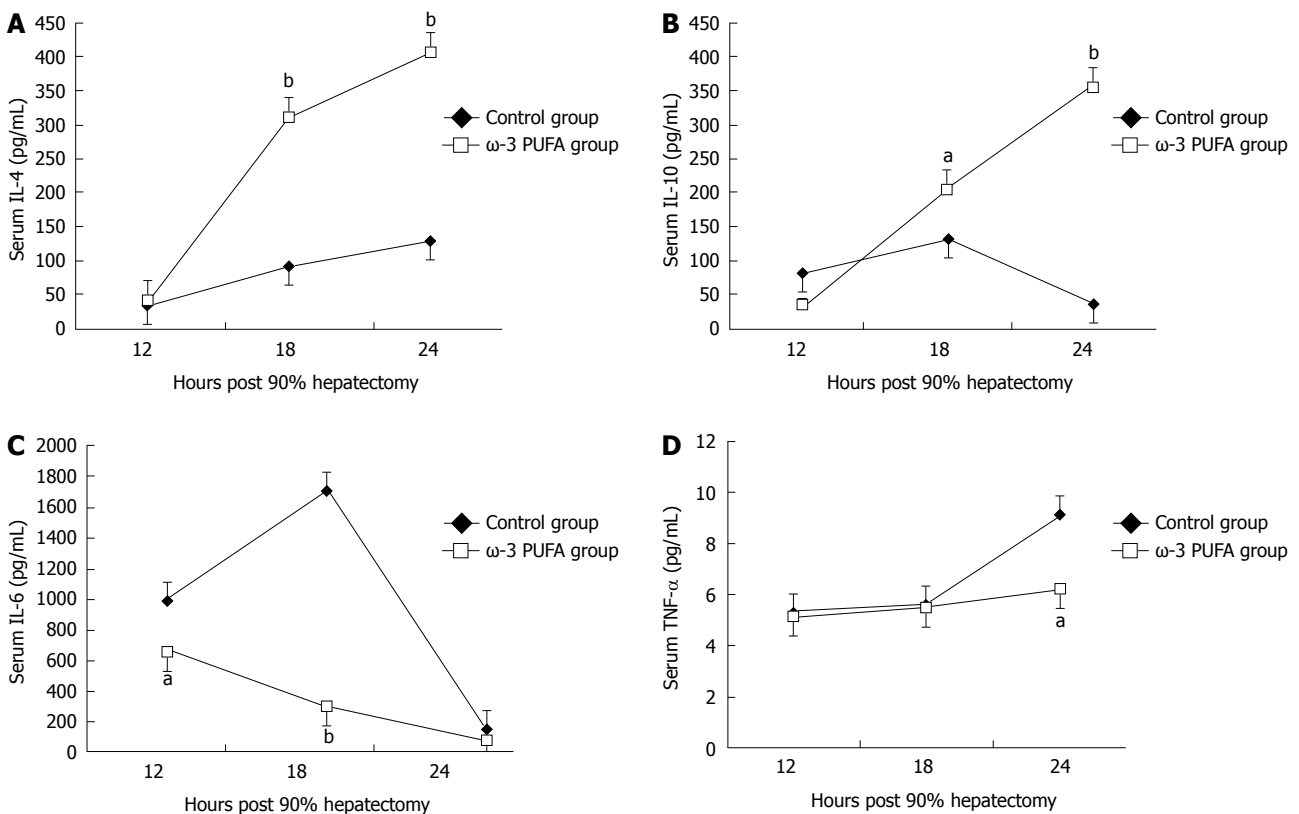 A
450
400
350
300
250
200
150
100
50
0
Serum IL-4 (pg/mL)
b
b
Control group
ω-3 PUFA group
12 18 24
Hours post 90% hepatectomy
B
450
400
350
300
250
200
150
100
50
0
Serum IL-10 (pg/mL)
a
b
Control group
ω-3 PUFA group
12 18 24
Hours post 90% hepatectomy
C
2000
1800
1600
1400
1200
1000
800
600
400
200
0
Serum IL-6 (pg/mL)
a
b
Control group
ω-3 PUFA group
12 18 24
Hours post 90% hepatectomy
D
12
10
8
6
4
2
0
Serum TNF-α (pg/mL)
a
Control group
ω-3 PUFA group
12 18 24
Hours post 90% hepatectomy